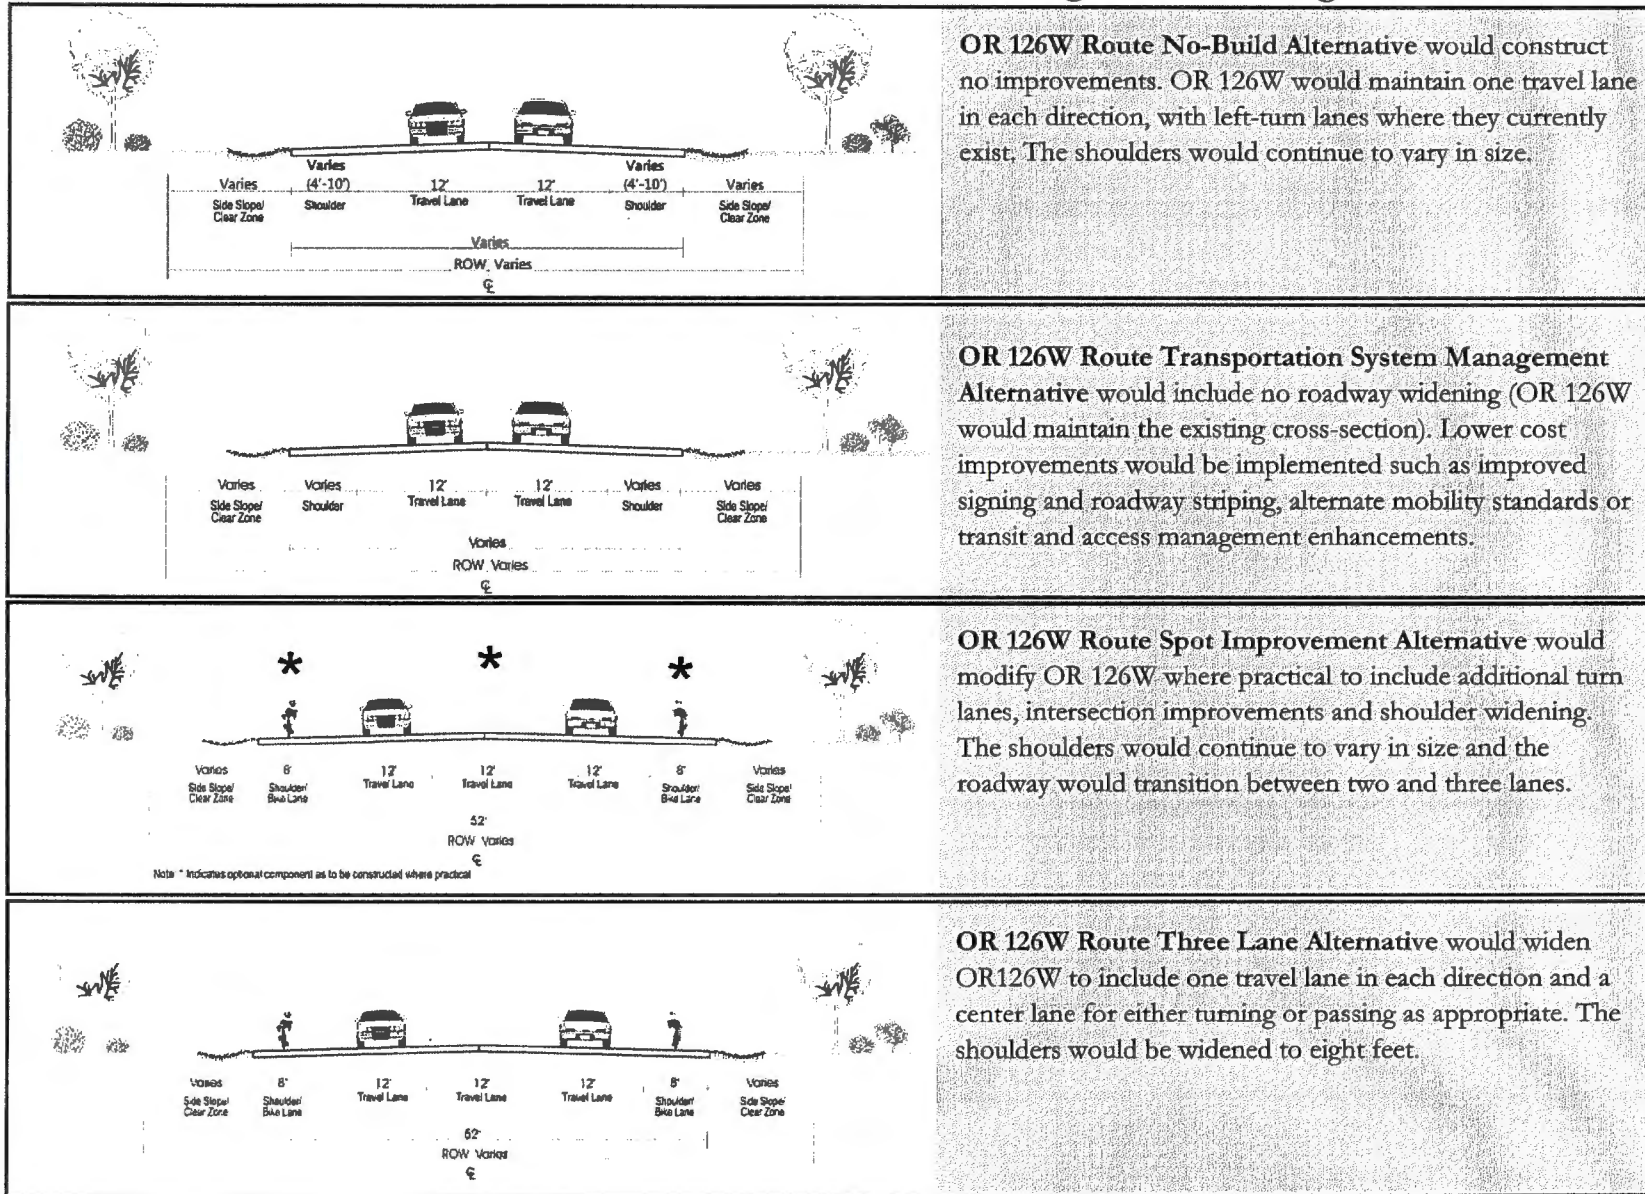 OR 126W Route No-Build Alternative would construct
no improvements. OR 126W would maintain one travel lane
in each direction, with left-turn lanes where they currently
exist. The shoulders would continue to vary in size.
Varies Varies
Varies (4'-10') 12' 12' (4'-10') Varies
Side Slope/ Shoulder Travel Lane Travel Lane Shoulder Side Slope/
Clear Zone Clear Zone
Varies
ROW Varies
℄
OR 126W Route Transportation System Management
Alternative would include no roadway widening (OR 126W
would maintain the existing cross-section). Lower cost
improvements would be implemented such as improved
signing and roadway striping, alternate mobility standards or
transit and access management enhancements.
Varies Varies 12' 12' Varies Varies
Side Slope/ Shoulder Travel Lane Travel Lane Shoulder Side Slope/
Clear Zone Clear Zone
Varies
ROW Varies
℄
OR 126W Route Spot Improvement Alternative would
modify OR 126W where practical to include additional turn
lanes, intersection improvements and shoulder widening.
The shoulders would continue to vary in size and the
roadway would transition between two and three lanes.
* * *
Varies 8' 12' 12' 12' 8' Varies
Side Slope/ Shoulder/ Travel Lane Travel Lane Travel Lane Shoulder/ Side Slope/
Clear Zone Bike Lane Bike Lane Clear Zone
52'
ROW Varies
℄
Note * Indicates optional component as to be constructed where practical
OR 126W Route Three Lane Alternative would widen
OR126W to include one travel lane in each direction and a
center lane for either turning or passing as appropriate. The
shoulders would be widened to eight feet.
Varies 8' 12' 12' 12' 8' Varies
Side Slope/ Shoulder/ Travel Lane Travel Lane Travel Lane Shoulder/ Side Slope/
Clear Zone Bike Lane Bike Lane Clear Zone
52'
ROW Varies
℄